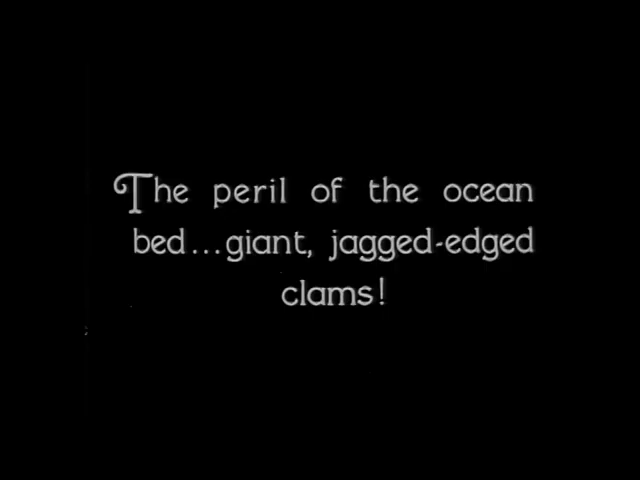 The peril of the ocean
bed...giant, jagged-edged
clams!